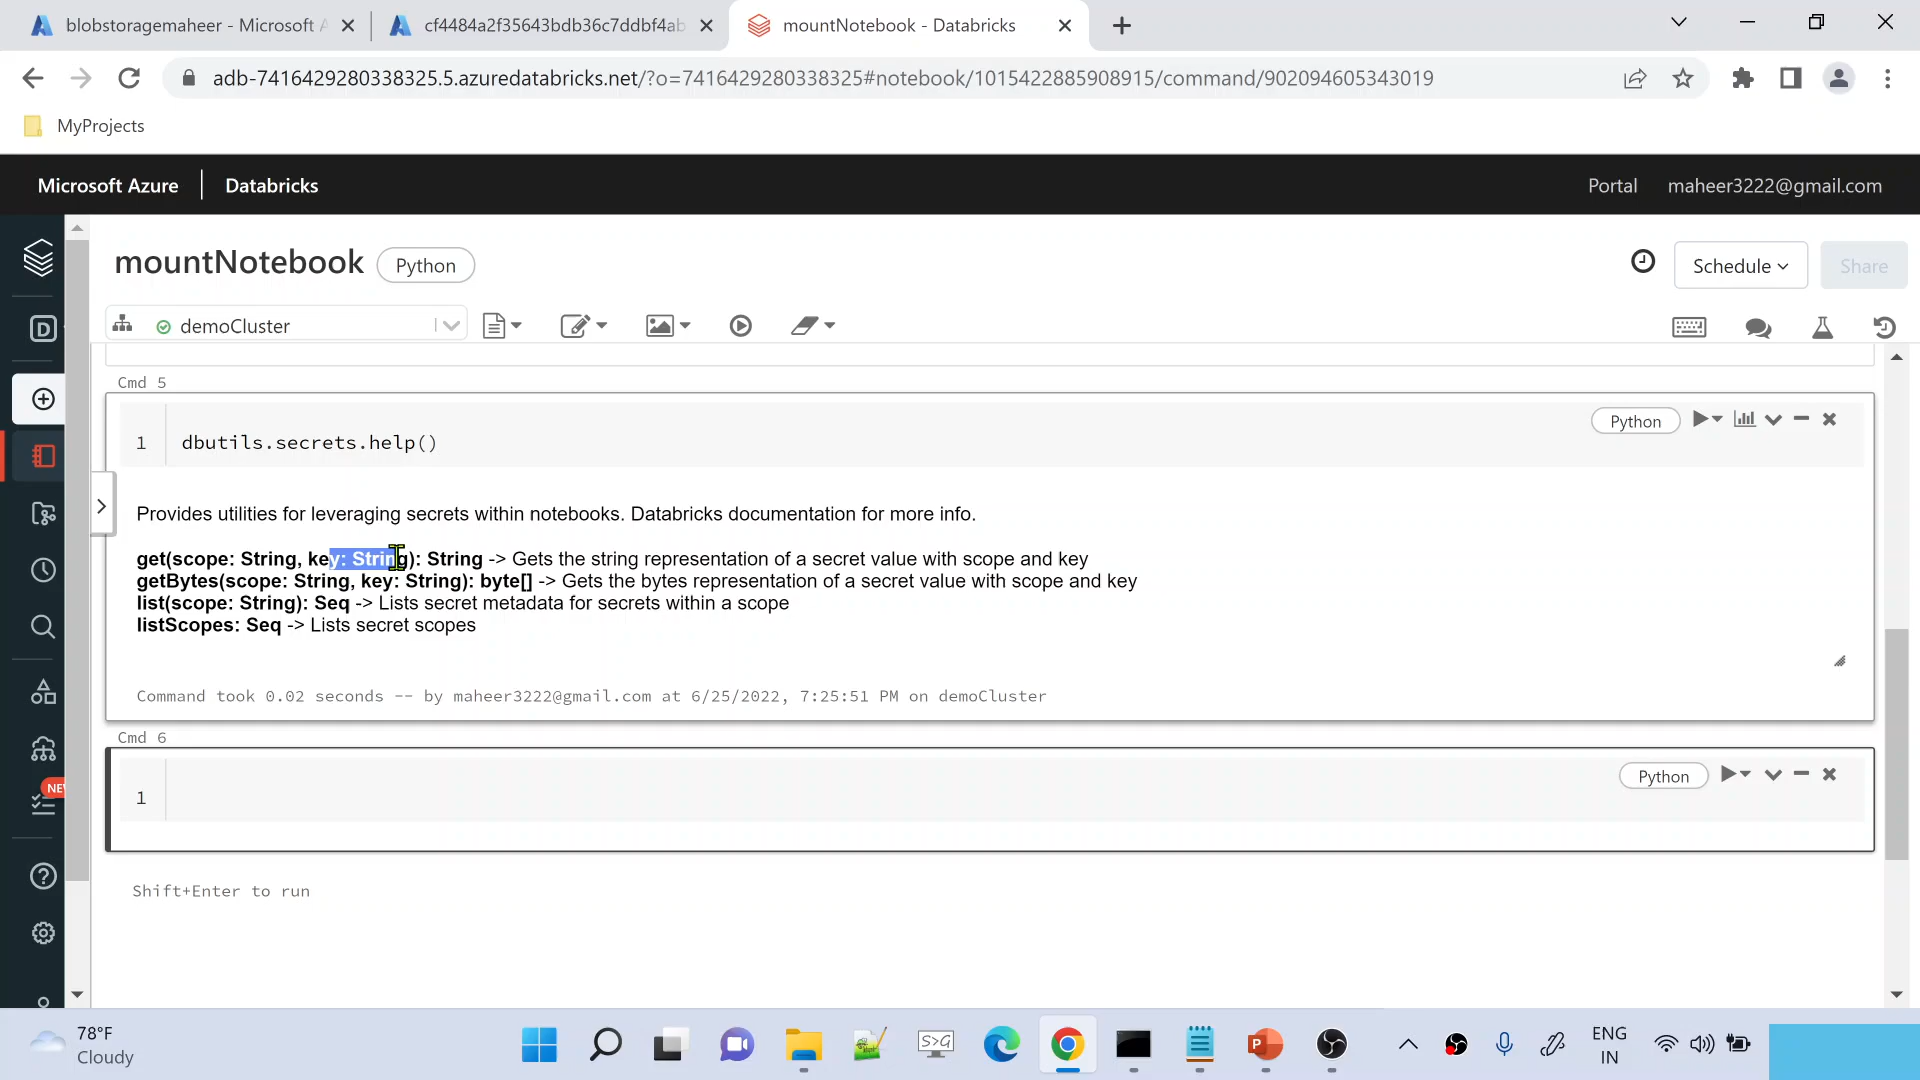 blobstoragemaheer - Microsoft A
cf4484a2f35643bdb36c7ddbf4ab
mountNotebook - Databricks
adb-7416429280338325.5.azuredatabricks.net/?o=7416429280338325#notebook/1015422885908915/command/902094605343019
MyProjects
Microsoft Azure
Databricks
Portal
maheer3222@gmail.com
mountNotebook
Python
Schedule
Share
D
demoCluster
Cmd 5
Python
1
dbutils.secrets.help()
Provides utilities for leveraging secrets within notebooks. Databricks documentation for more info.
get(scope: String, key: String): String -> Gets the string representation of a secret value with scope and key
getBytes(scope: String, key: String): byte[] -> Gets the bytes representation of a secret value with scope and key
list(scope: String): Seq -> Lists secret metadata for secrets within a scope
listScopes: Seq -> Lists secret scopes
Command took 0.02 seconds -- by maheer3222@gmail.com at 6/25/2022, 7:25:51 PM on demoCluster
Cmd 6
NEW
Python
1
Shift+Enter to run
78°F
Cloudy
S>G
P
ENG
IN